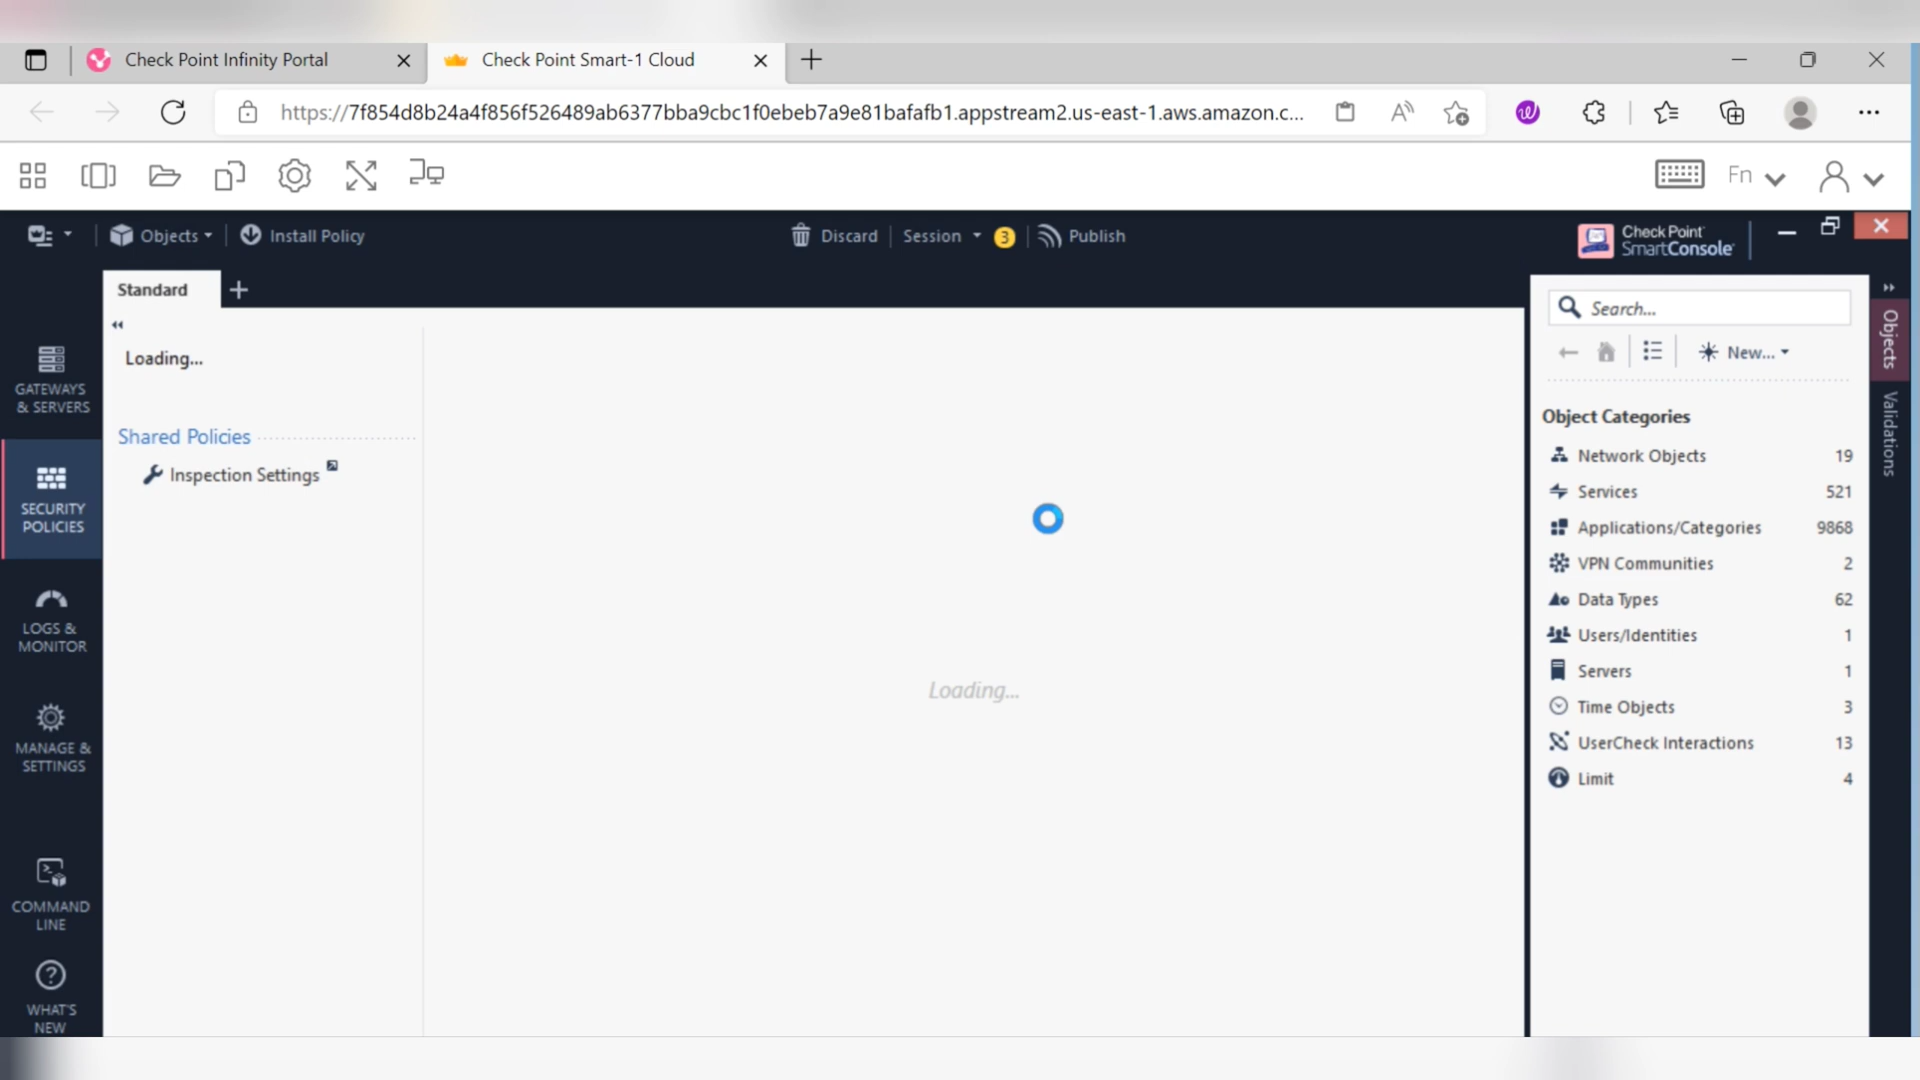 Check Point Infinity Portal
Check Point Smart-1 Cloud
https://7f854d8b24a4f856f526489ab6377bba9cbc1f0ebeb7a9e81bafafb1.appstream2.us-east-1.aws.amazon.c...
Fn
Objects
Install Policy
Discard
Session
3
Publish
Check Point
SmartConsole
Standard
Loading...
Shared Policies
Inspection Settings
GATEWAYS
& SERVERS
SECURITY
POLICIES
LOGS &
MONITOR
MANAGE &
SETTINGS
COMMAND
LINE
WHAT'S
NEW
Loading...
Search...
New...
Object Categories
Network Objects 19
Services 521
Applications/Categories 9868
VPN Communities 2
Data Types 62
Users/Identities 1
Servers 1
Time Objects 3
UserCheck Interactions 13
Limit 4
Objects
Validations